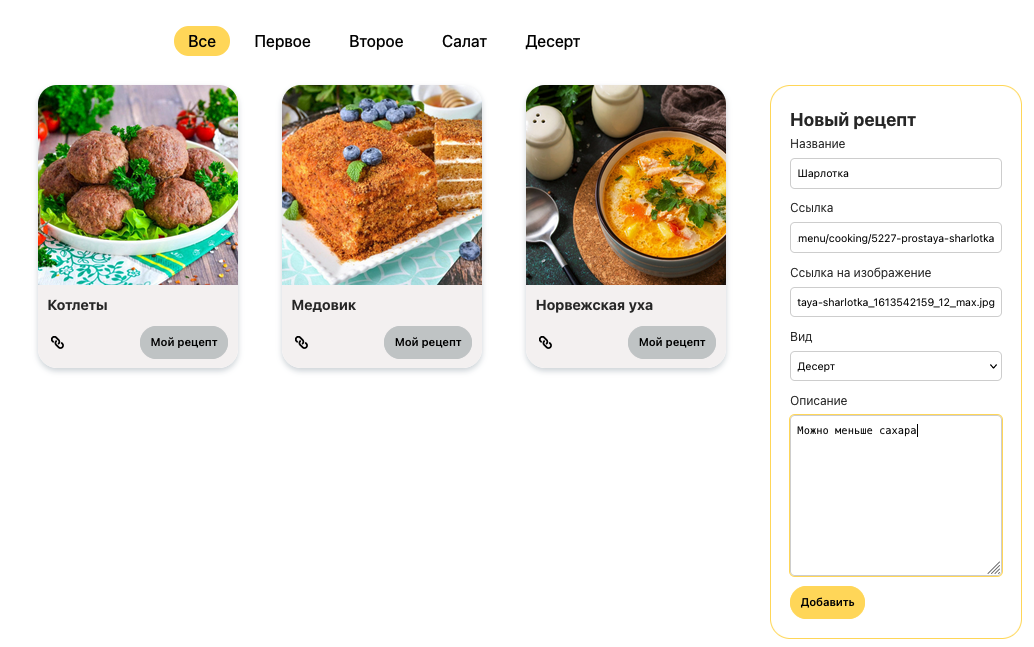 Все Первое Второе Салат Десерт
Котлеты
Мой рецепт
Медовик
Мой рецепт
Норвежская уха
Мой рецепт
Новый рецепт
Название
Шарлотка
Ссылка
menu/cooking/5227-prostaya-sharlotka
Ссылка на изображение
taya-sharlotka_1613542159_12_max.jpg
Вид
Десерт
Описание
Можно меньше сахара
Добавить